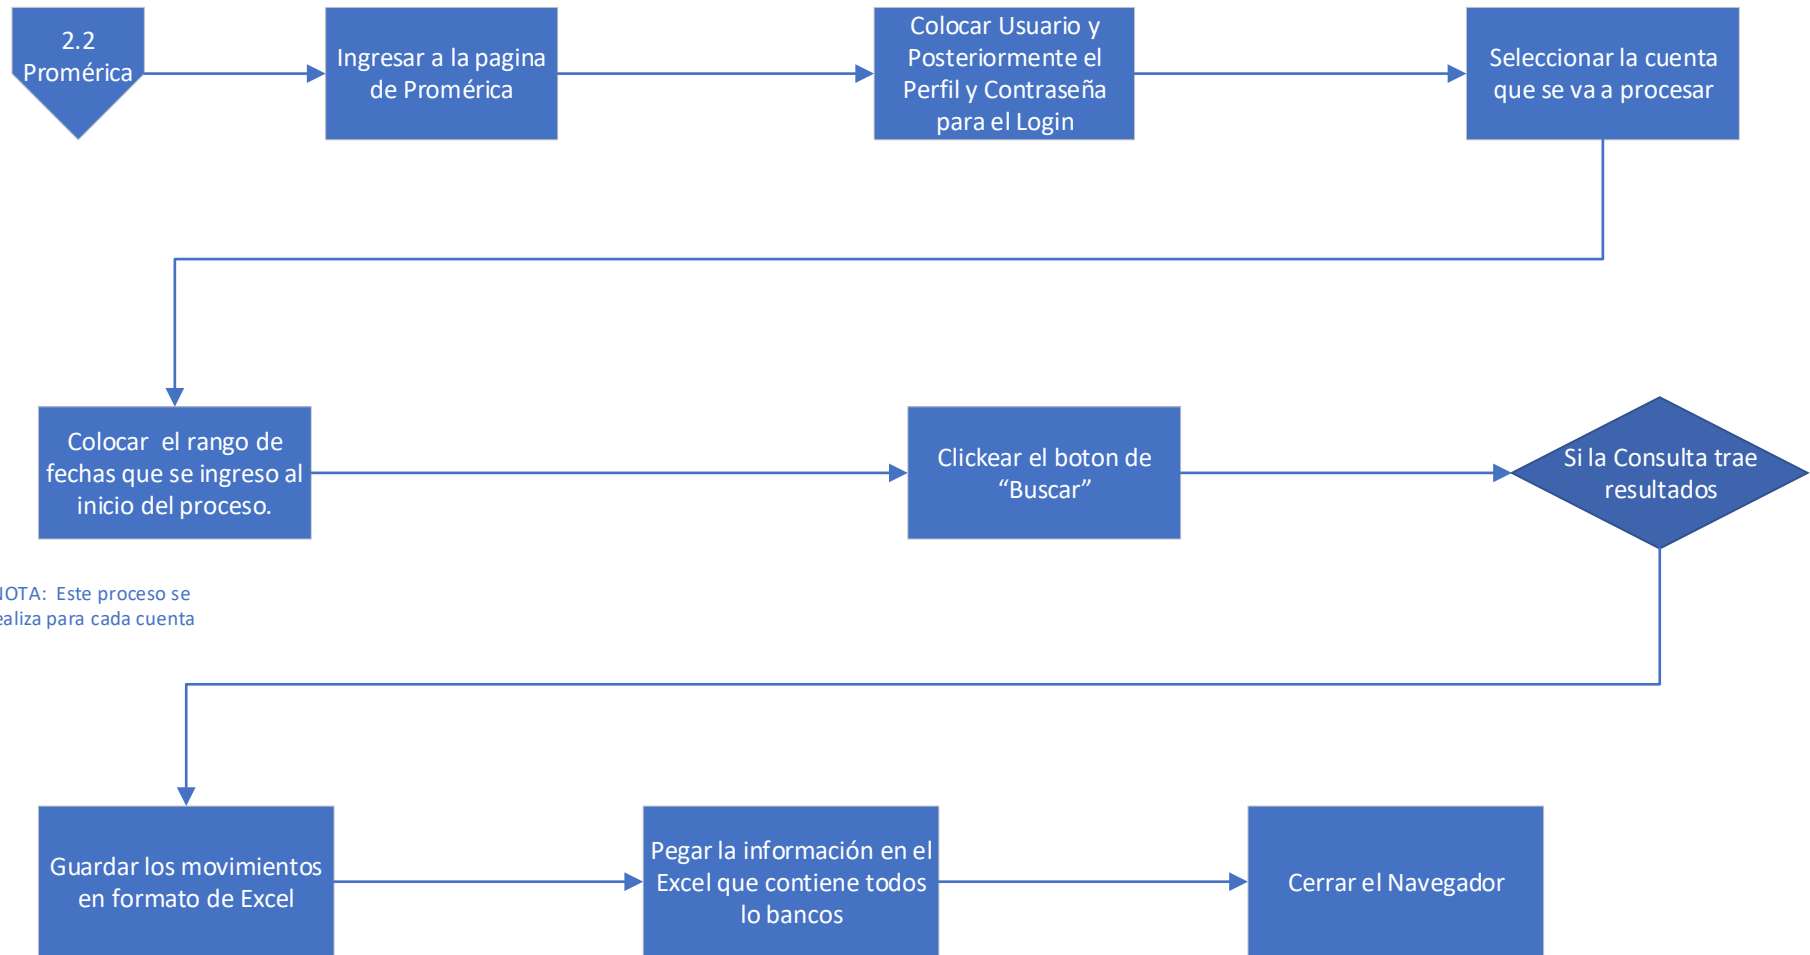 2.2
Promérica
Ingresar a la pagina
de Promérica
Colocar Usuario y
Posteriormente el
Perfil y Contraseña
para el Login
Seleccionar la cuenta
que se va a procesar
Colocar el rango de
fechas que se ingreso al
inicio del proceso.
Clickear el boton de
“Buscar”
Si la Consulta trae
resultados
NOTA: Este proceso se
ealiza para cada cuenta
Guardar los movimientos
en formato de Excel
Pegar la información en el
Excel que contiene todos
lo bancos
Cerrar el Navegador